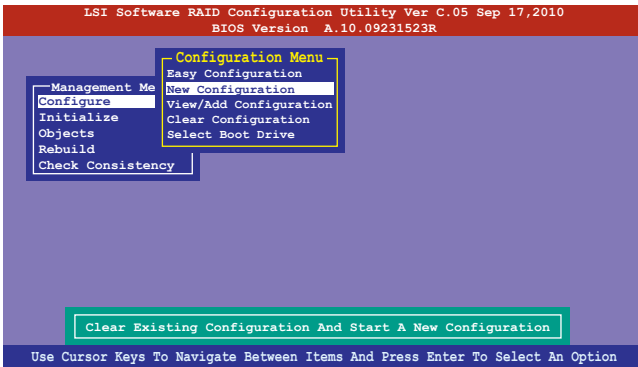 LSI Software RAID Configuration Utility Ver C.05 Sep 17,2010
BIOS Version A.10.09231523R
Management Me
Configure
Initialize
Objects
Rebuild
Check Consistency
Configuration Menu
Easy Configuration
New Configuration
View/Add Configuration
Clear Configuration
Select Boot Drive
Clear Existing Configuration And Start A New Configuration
Use Cursor Keys To Navigate Between Items And Press Enter To Select An Option